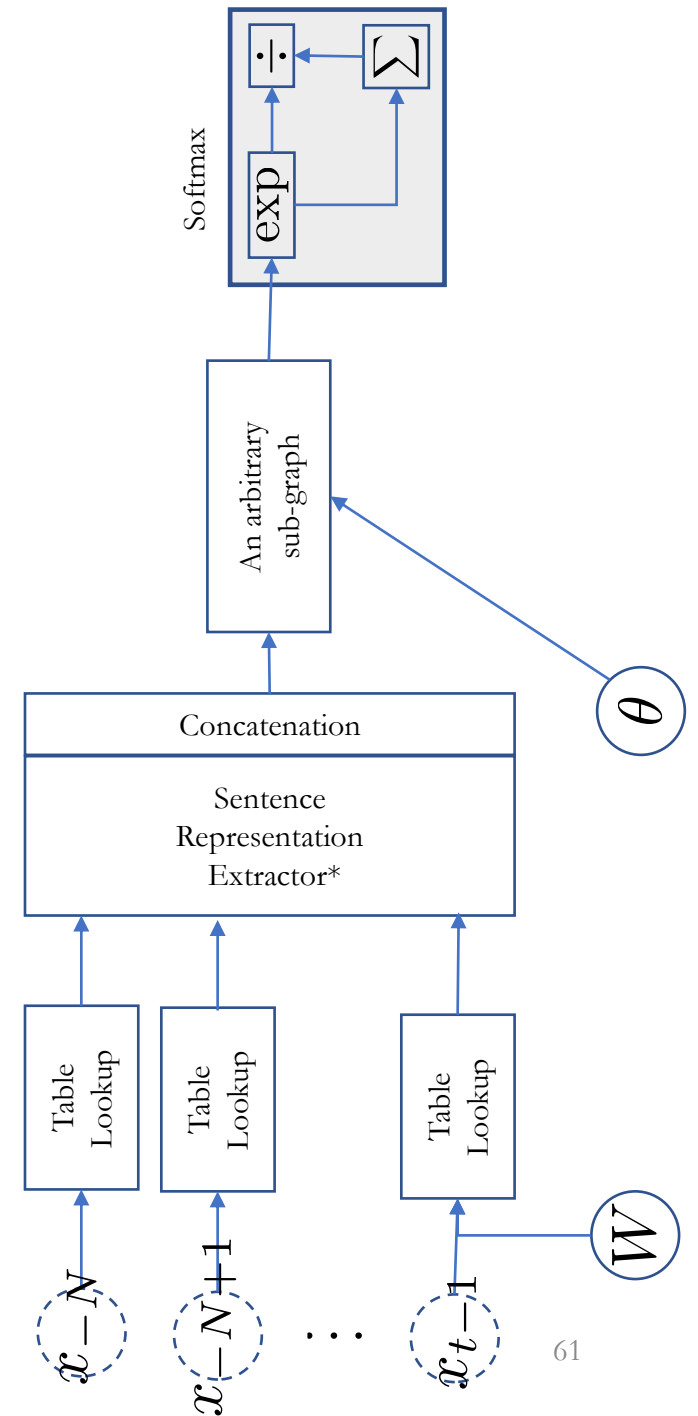 Softmax
exp
÷
Σ
An arbitrary
sub-graph
Concatenation
Sentence
Representation
Extractor*
θ
Table
Lookup
Table
Lookup
Table
Lookup
x−N
x−N+1
...
xt−1
W
61